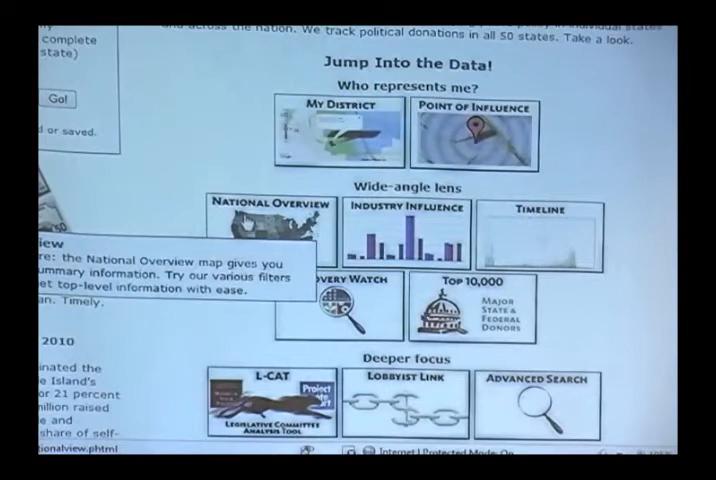 and across the nation. We track political donations in all 50 states. Take a look.
complete
state)
Go!
d or saved.
Jump Into the Data!
Who represents me?
MY DISTRICT
POINT OF INFLUENCE
Wide-angle lens
NATIONAL OVERVIEW
INDUSTRY INFLUENCE
TIMELINE
iew
re: the National Overview map gives you
ummary information. Try our various filters
et top-level information with ease.
an. Timely.
OVERY WATCH
TOP 10,000
MAJOR
STATE &
FEDERAL
DONORS
2010
inated the
e Island's
or 21 percent
million raised
e and
share of self-
Deeper focus
L-CAT
Project
LEGISLATIVE COMMITTEE
ANALYSIS TOOL
LOBBYIST LINK
ADVANCED SEARCH
tionalview.phtml
Internet | Protected Mode: On